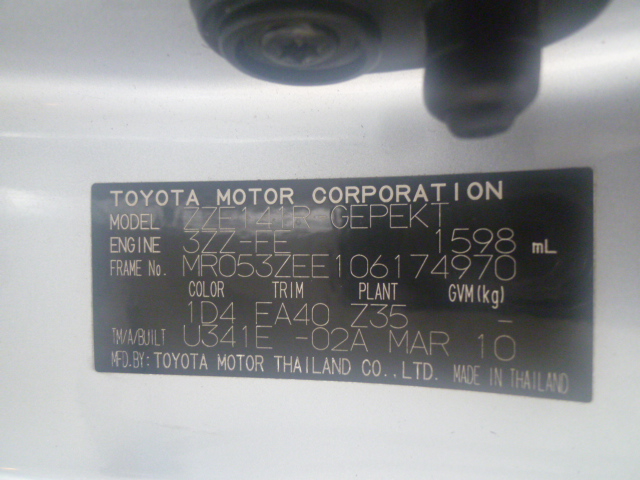 TOYOTA MOTOR CORPORATION
MODEL ZZE141R-GEPEKT
ENGINE 3ZZ-FE 1598 mL
FRAME No. MR053ZEE106174970
COLOR TRIM PLANT GVM(kg)
1D4 FA40 Z35 -
TM/A/BUILT U341E -02A MAR 10
MFD.BY: TOYOTA MOTOR THAILAND CO.,LTD. MADE IN THAILAND